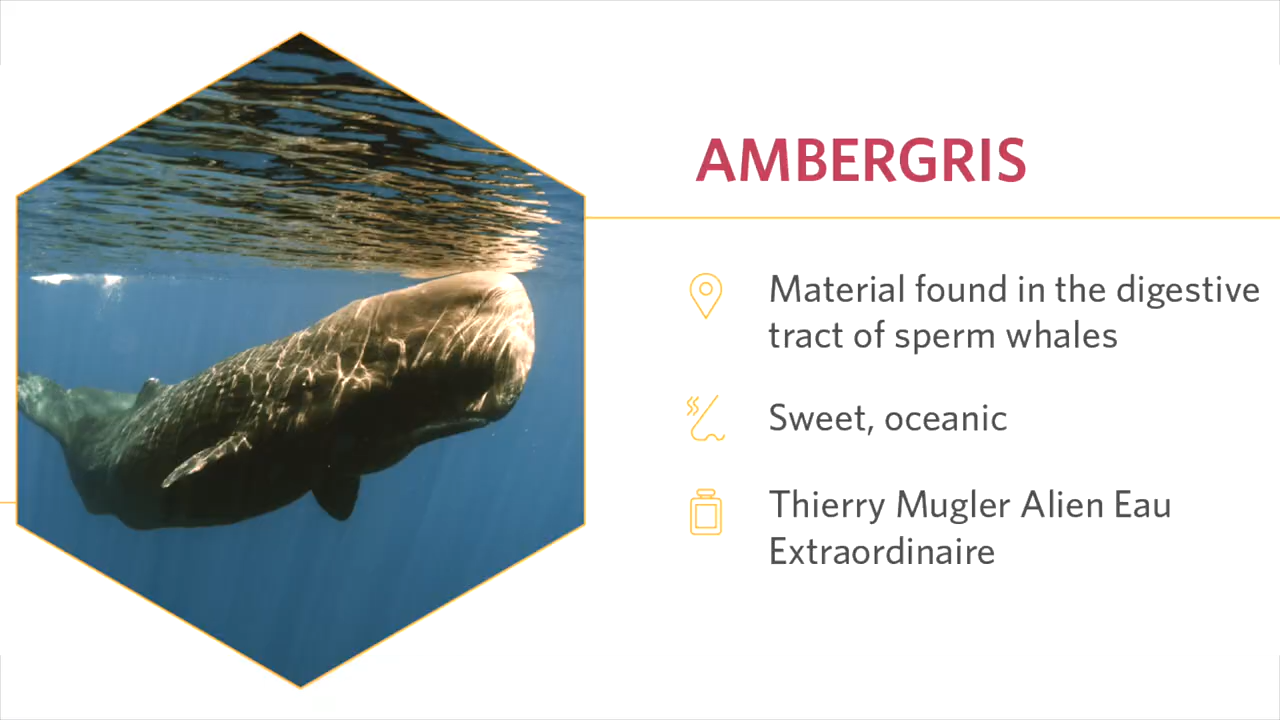 AMBERGRIS
Material found in the digestive
tract of sperm whales
Sweet, oceanic
Thierry Mugler Alien Eau
Extraordinaire